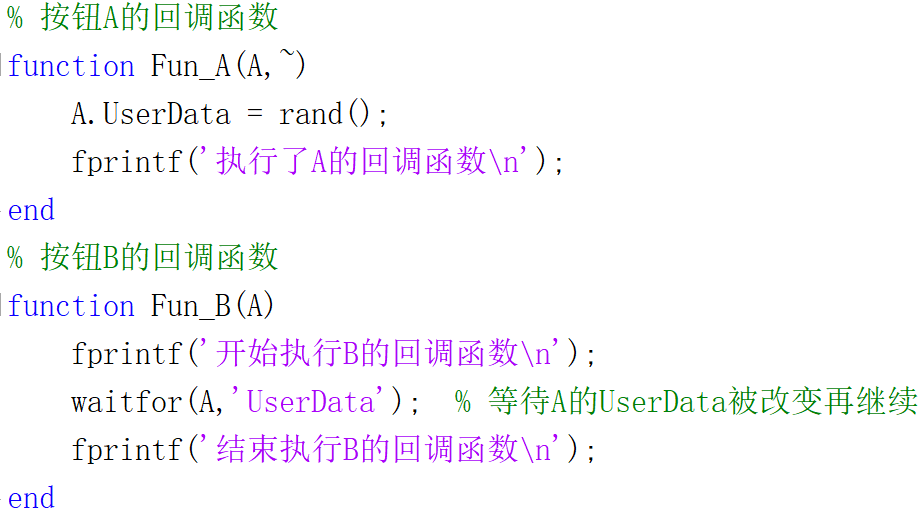 % 按钮A的回调函数
function Fun_A(A,~)
    A.UserData = rand();
    fprintf('执行了A的回调函数\n');
end
% 按钮B的回调函数
function Fun_B(A)
    fprintf('开始执行B的回调函数\n');
    waitfor(A,'UserData');  % 等待A的UserData被改变再继续
    fprintf('结束执行B的回调函数\n');
end